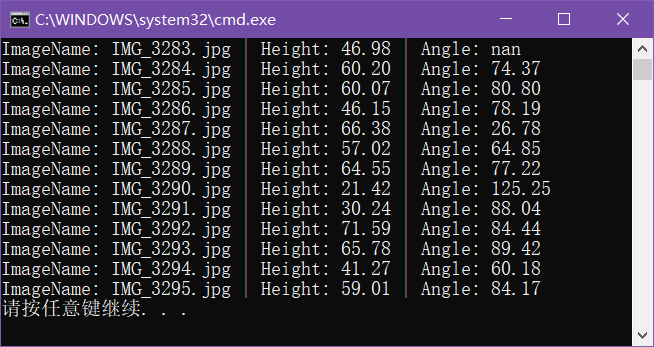 C:\WINDOWS\system32\cmd.exe
ImageName: IMG_3283.jpg | Height: 46.98 | Angle: nan
ImageName: IMG_3284.jpg | Height: 60.20 | Angle: 74.37
ImageName: IMG_3285.jpg | Height: 60.07 | Angle: 80.80
ImageName: IMG_3286.jpg | Height: 46.15 | Angle: 78.19
ImageName: IMG_3287.jpg | Height: 66.38 | Angle: 26.78
ImageName: IMG_3288.jpg | Height: 57.02 | Angle: 64.85
ImageName: IMG_3289.jpg | Height: 64.55 | Angle: 77.22
ImageName: IMG_3290.jpg | Height: 21.42 | Angle: 125.25
ImageName: IMG_3291.jpg | Height: 30.24 | Angle: 88.04
ImageName: IMG_3292.jpg | Height: 71.59 | Angle: 84.44
ImageName: IMG_3293.jpg | Height: 65.78 | Angle: 89.42
ImageName: IMG_3294.jpg | Height: 41.27 | Angle: 60.18
ImageName: IMG_3295.jpg | Height: 59.01 | Angle: 84.17
请按任意键继续. . .